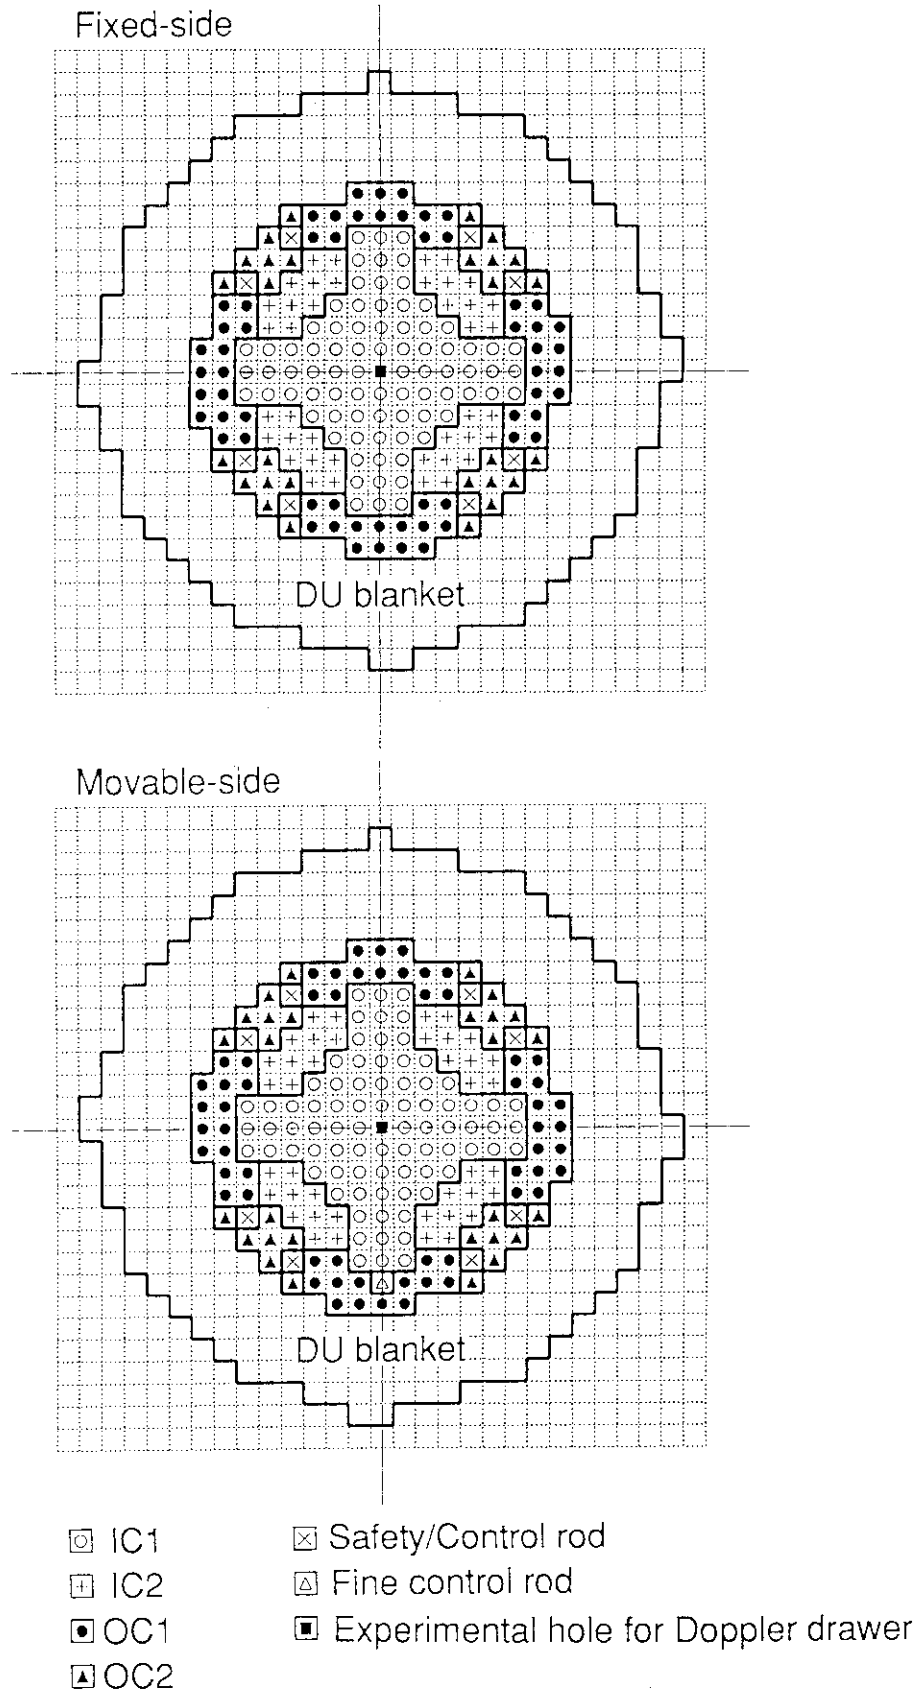 Fixed-side
DU blanket
Movable-side
DU blanket
IC1
Safety/Control rod
IC2
Fine control rod
OC1
Experimental hole for Doppler drawer
OC2